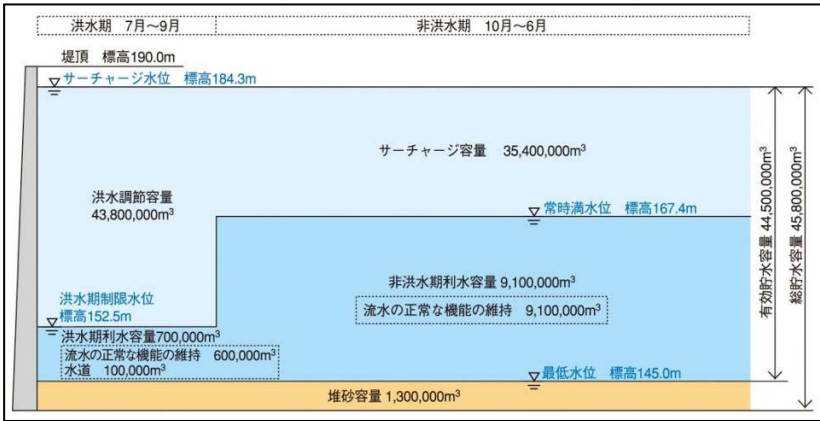 洪水期 7月～9月
非洪水期 10月～6月
堤頂 標高190.0m
サーチャージ水位 標高184.3m
サーチャージ容量 35,400,000m³
洪水調節容量
43,800,000m³
常時満水位 標高167.4m
非洪水期利水容量 9,100,000m³
流水の正常な機能の維持 9,100,000m³
洪水期制限水位
標高152.5m
洪水期利水容量700,000m³
流水の正常な機能の維持 600,000m³
水道 100,000m³
最低水位 標高145.0m
堆砂容量 1,300,000m³
有効貯水容量 44,500,000m³
総貯水容量 45,800,000m³